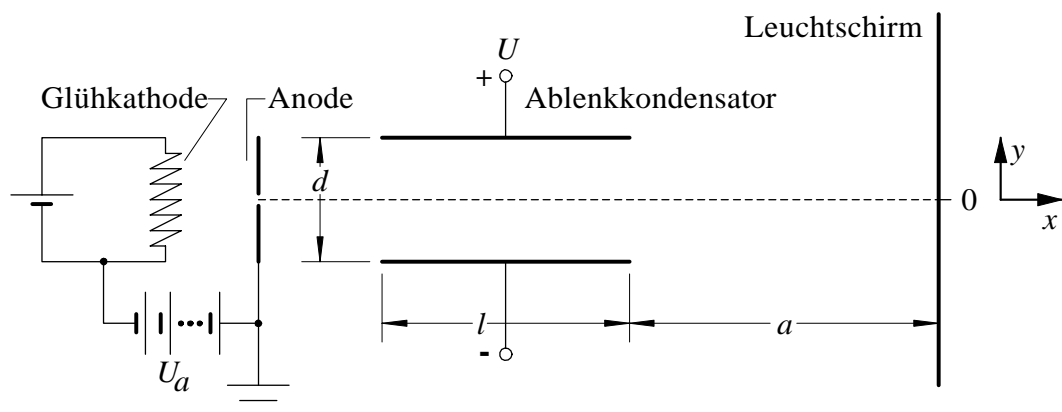 Leuchtschirm
U
+
Glühkathode
Anode
Ablenkkondensator
d
y
0
x
l
a
-
U_a